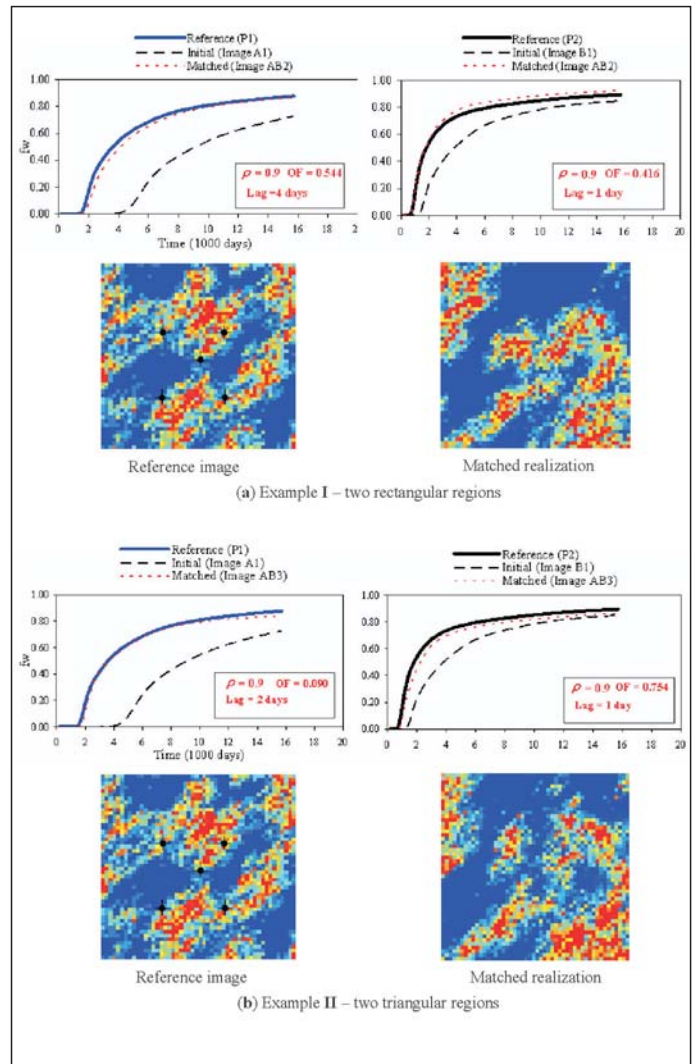 Reference (P1)
Initial (Image A1)
Matched (Image AB2)
1.00
0.80
0.60
0.40
0.20
0.00
fw
ρ = 0.9 OF = 0.544
Lag =4 days
0 2 4 6 8 10 12 14 16 18 20
Time (1000 days)
Reference (P2)
Initial (Image B1)
Matched (Image AB2)
1.00
0.80
0.60
0.40
0.20
0.00
ρ = 0.9 OF = 0.416
Lag = 1 day
0 2 4 6 8 10 12 14 16 18 20
Reference image
Matched realization
(a) Example I – two rectangular regions
Reference (P1)
Initial (Image A1)
Matched (Image AB3)
1.00
0.80
0.60
0.40
0.20
0.00
fw
ρ = 0.9 OF = 0.090
Lag = 2 days
0 2 4 6 8 10 12 14 16 18 20
Time (1000 days)
Reference (P2)
Initial (Image B1)
Matched (Image AB3)
1.00
0.80
0.60
0.40
0.20
0.00
ρ = 0.9 OF = 0.754
Lag = 1 day
0 2 4 6 8 10 12 14 16 18 20
Reference image
Matched realization
(b) Example II – two triangular regions